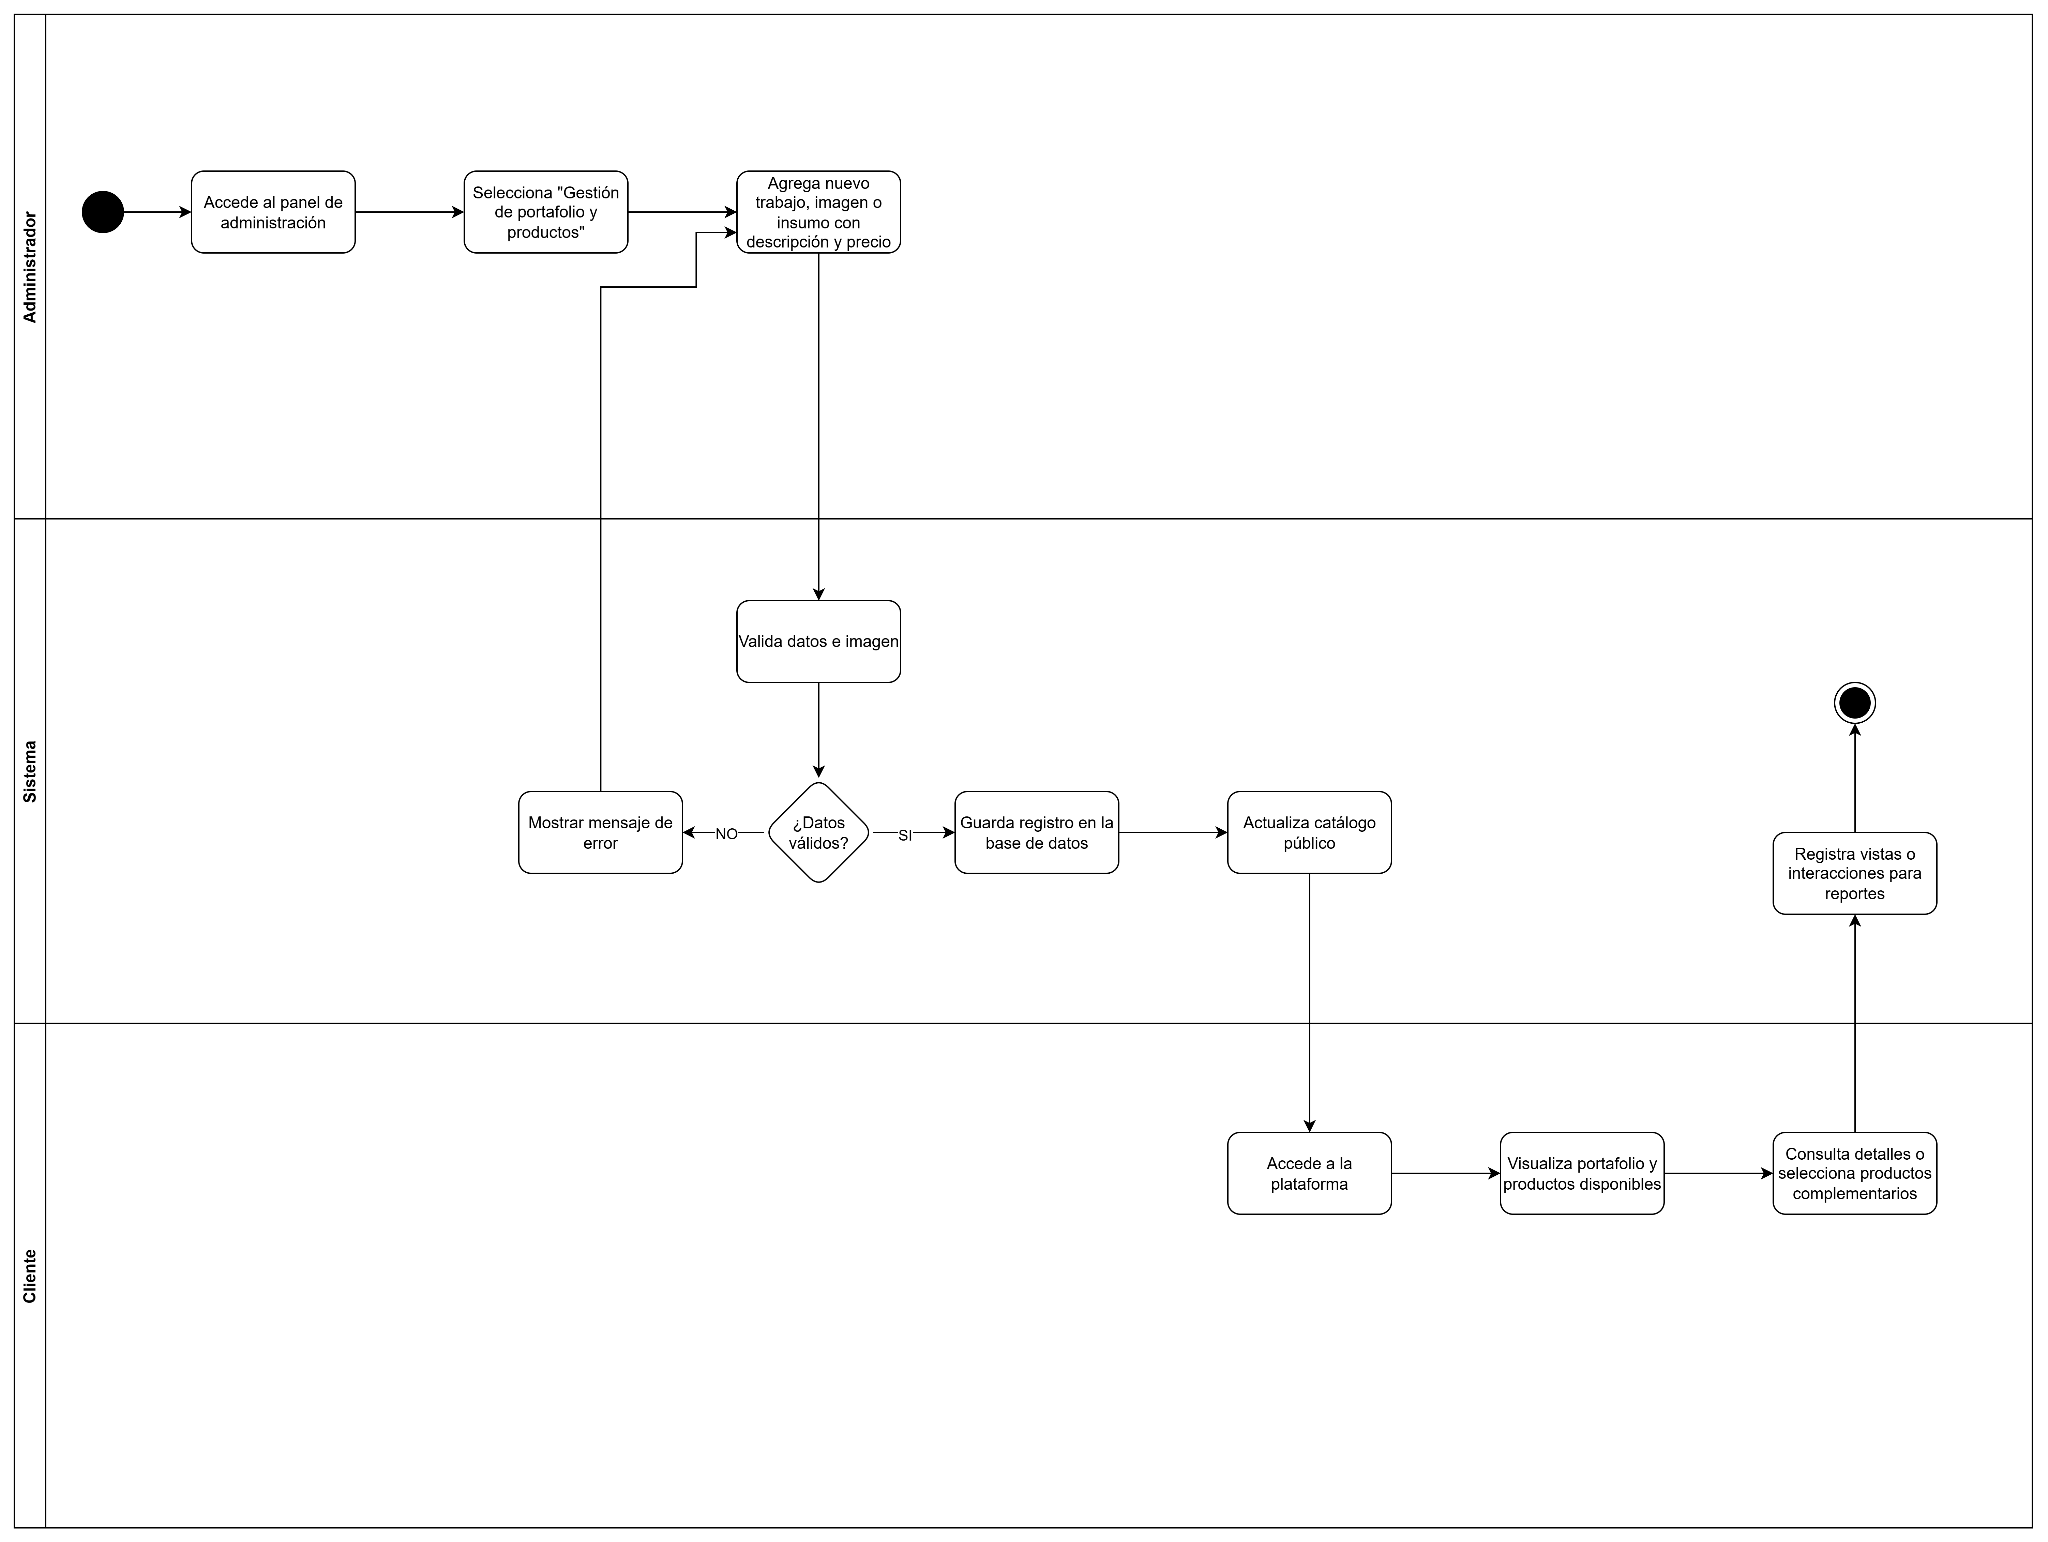 Administrador
Accede al panel de
administración
Selecciona "Gestión
de portafolio y
productos"
Agrega nuevo
trabajo, imagen o
insumo con
descripción y precio
Sistema
Valida datos e imagen
Mostrar mensaje de
error
NO
¿Datos
válidos?
SI
Guarda registro en la
base de datos
Actualiza catálogo
público
Registra vistas o
interacciones para
reportes
Cliente
Accede a la
plataforma
Visualiza portafolio y
productos disponibles
Consulta detalles o
selecciona productos
complementarios